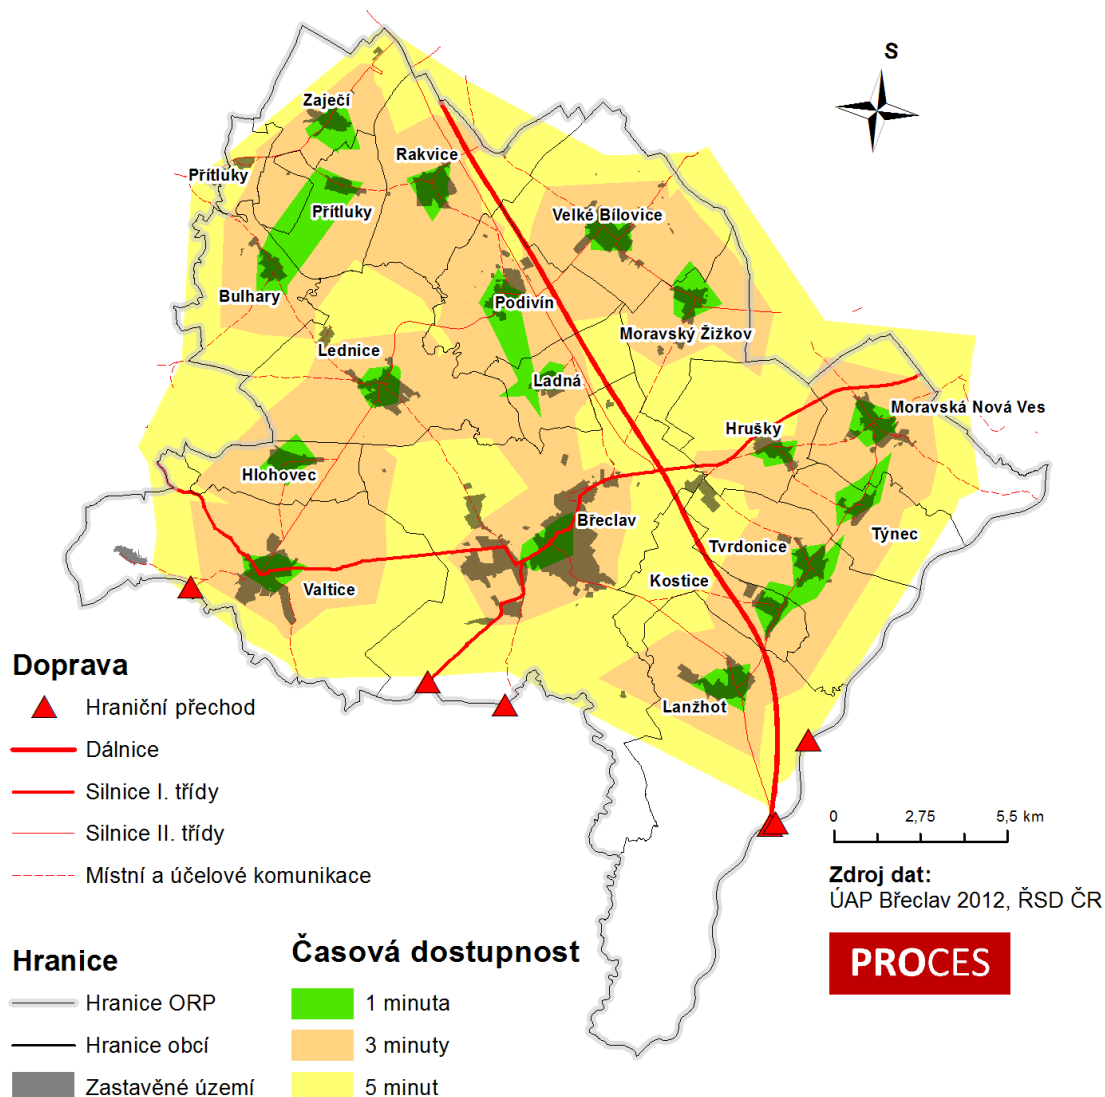 S
Zaječí
Rakvice
Přítluky
Přítluky
Velké Bílovice
Bulhary
Podivín
Moravský Žižkov
Lednice
Ladná
Moravská Nová Ves
Hrušky
Hlohovec
Břeclav
Týnec
Tvrdonice
Kostice
Valtice
Lanžhot
Doprava
Hraniční přechod
Dálnice
Silnice I. třídy
Silnice II. třídy
Místní a účelové komunikace
0 2,75 5,5 km
Zdroj dat:
ÚAP Břeclav 2012, ŘSD ČR
PROCES
Hranice
Hranice ORP
Hranice obcí
Zastavěné území
Časová dostupnost
1 minuta
3 minuty
5 minut